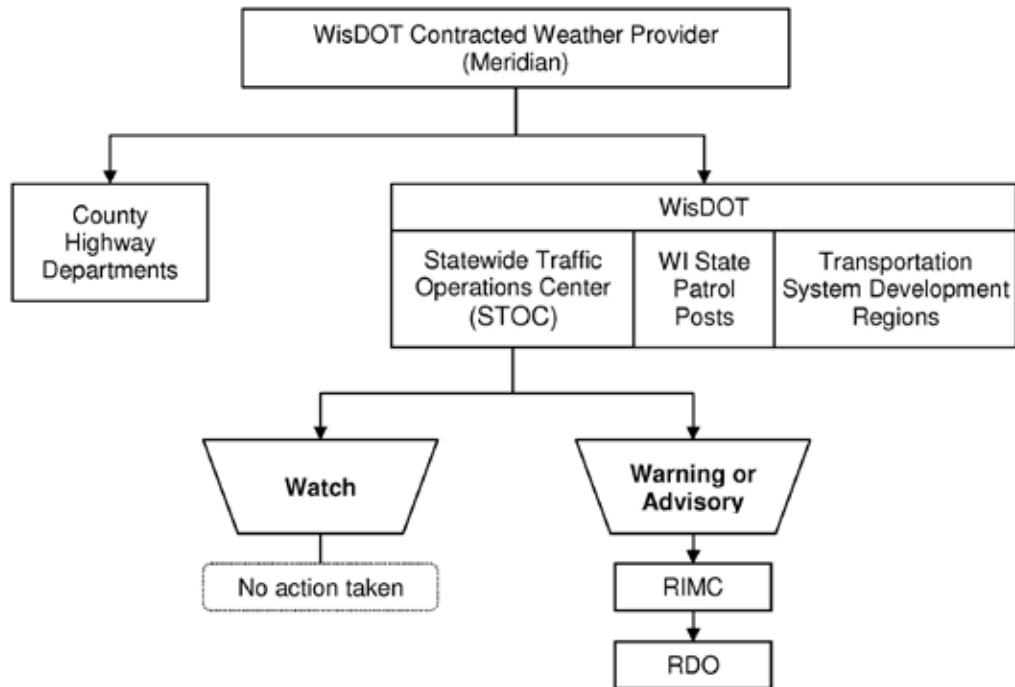 WisDOT Contracted Weather Provider
(Meridian)
County
Highway
Departments
WisDOT
Statewide Traffic
Operations Center
(STOC)
WI State
Patrol
Posts
Transportation
System Development
Regions
Watch
Warning or
Advisory
No action taken
RIMC
RDO